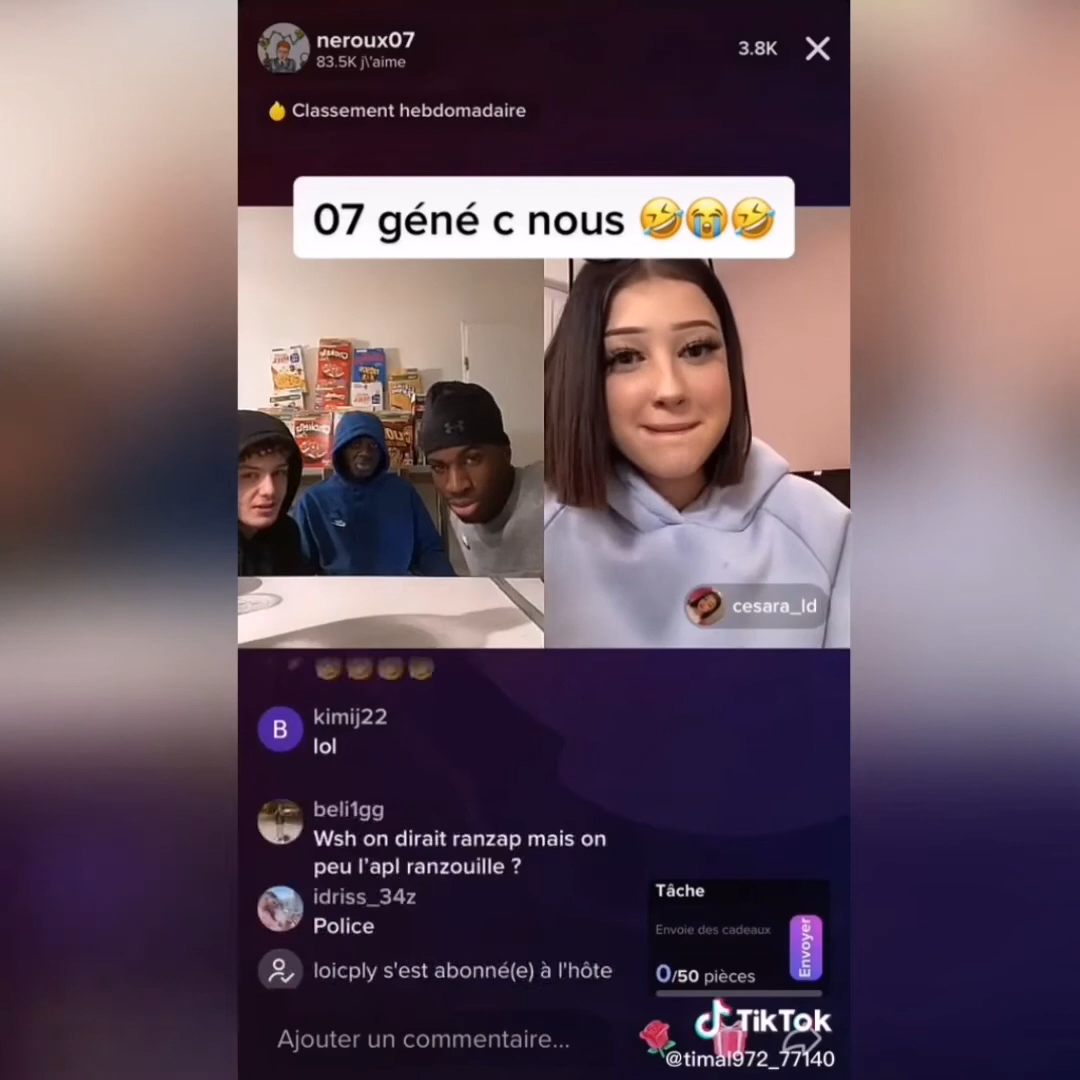 neroux07
83.5K j\'aime
3.8K
Classement hebdomadaire
07 géné c nous 🤣😭🤣
cesara_ld
B
kimij22
lol
beli1gg
Wsh on dirait ranzap mais on
peu l'apl ranzouille ?
idriss_34z
Police
loicply s'est abonné(e) à l'hôte
Tâche
Envoie des cadeaux
0/50 pièces
Envoyer
Ajouter un commentaire...
TikTok
@timal972_77140